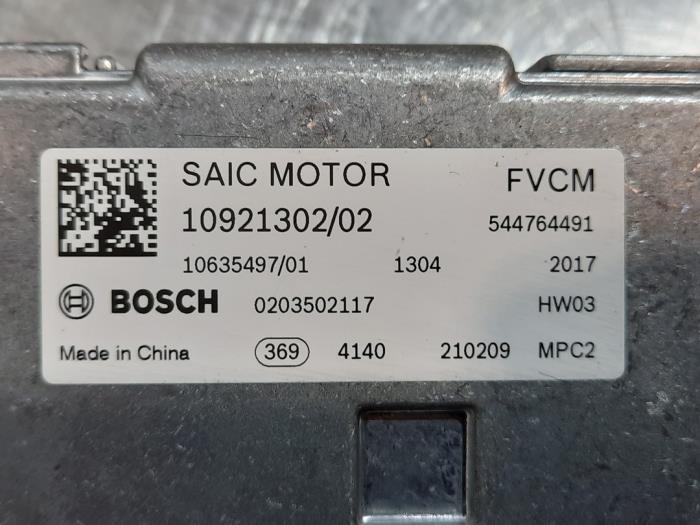 SAIC MOTOR FVCM
10921302/02 544764491
10635497/01 1304 2017
BOSCH 0203502117 HW03
Made in China 369 4140 210209 MPC2